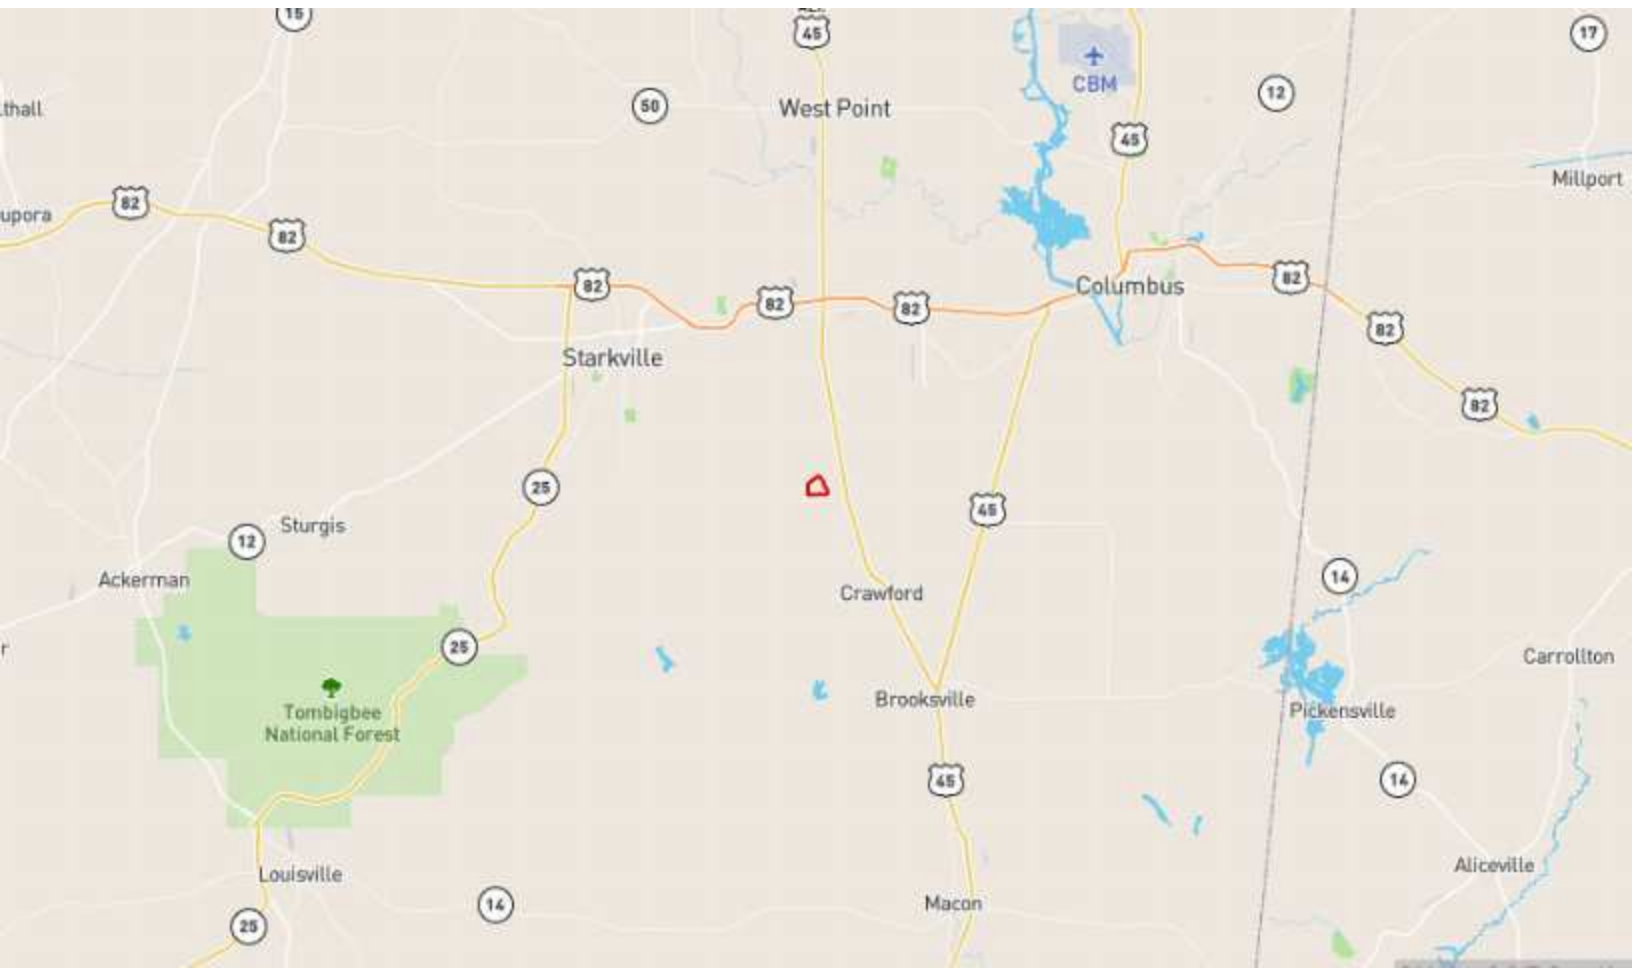 15
45
17
CBM
12
50
West Point
45
Millport
82
upora
82
82
82
82
82
Columbus
82
82
Starkville
82
25
45
Sturgis
12
Ackerman
14
Crawford
25
Carrollton
Brooksville
Pickensville
Tombigbee
National Forest
45
14
Louisville
Aliceville
14
Macon
25